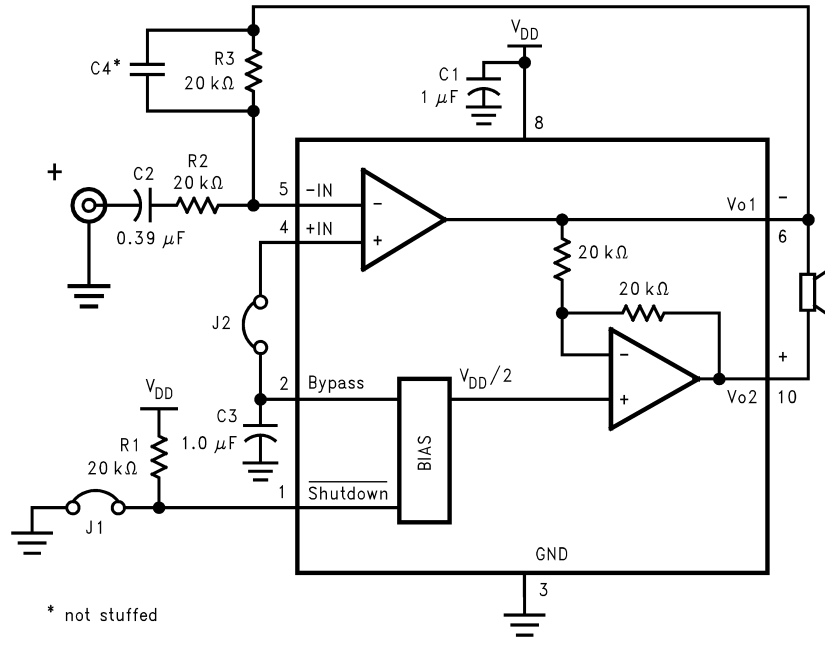 V_DD
C4*
R3
20 kΩ
C1
1 µF
8
+
C2
R2
20 kΩ
0.39 µF
5
-IN
4
+IN
-
+
Vo1
-
6
20 kΩ
20 kΩ
J2
2
Bypass
V_DD/2
-
+
+
Vo2
10
V_DD
C3
1.0 µF
R1
20 kΩ
BIAS
1
Shutdown
J1
GND
3
* not stuffed